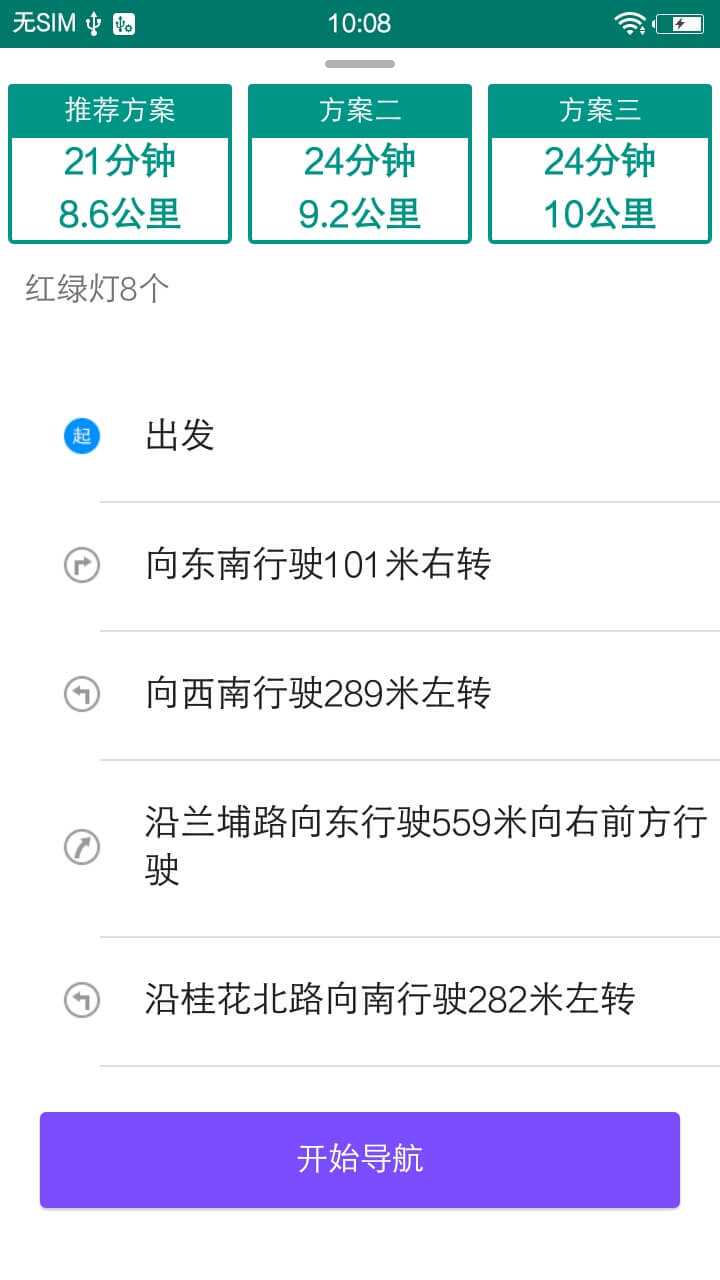 无SIM 10:08
推荐方案 方案二 方案三
21分钟 24分钟 24分钟
8.6公里 9.2公里 10公里
红绿灯8个
起 出发
向东南行驶101米右转
向西南行驶289米左转
沿兰埔路向东行驶559米向右前方行
驶
沿桂花北路向南行驶282米左转
开始导航